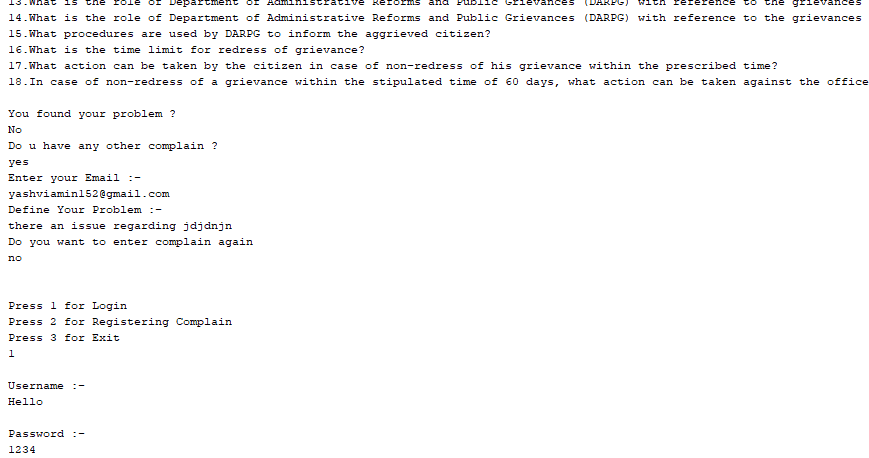 13.What is the role of Department of Administrative Reforms and Public Grievances (DARPG) with reference to the grievances
14.What is the role of Department of Administrative Reforms and Public Grievances (DARPG) with reference to the grievances
15.What procedures are used by DARPG to inform the aggrieved citizen?
16.What is the time limit for redress of grievance?
17.What action can be taken by the citizen in case of non-redress of his grievance within the prescribed time?
18.In case of non-redress of a grievance within the stipulated time of 60 days, what action can be taken against the office
You found your problem ?
No
Do u have any other complain ?
yes
Enter your Email :-
yashviamin152@gmail.com
Define Your Problem :-
there an issue regarding jdjdnjn
Do you want to enter complain again
no
Press 1 for Login
Press 2 for Registering Complain
Press 3 for Exit
1
Username :-
Hello
Password :-
1234